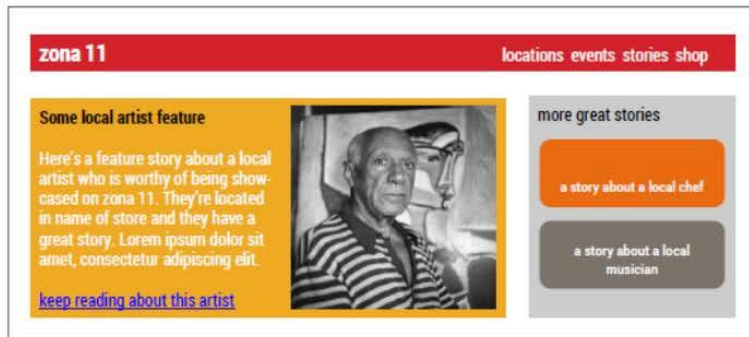 zona 11
locations events stories shop
Some local artist feature
Here's a feature story about a local
artist who is worthy of being show-
cased on zona 11. They're located
in name of store and they have a
great story. Lorem ipsum dolor sit
amet, consectetur adipiscing elit.
keep reading about this artist
more great stories
a story about a local chef
a story about a local
musician